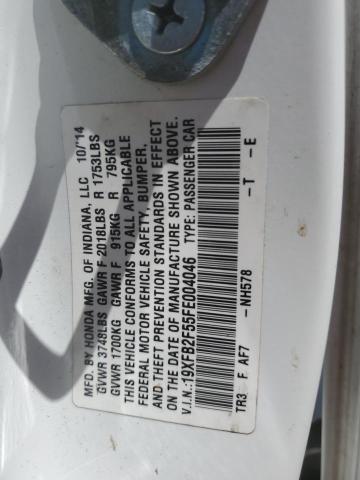 MFD. BY HONDA MFG. OF INDIANA, LLC 10/'14
GVWR 3748LBS GAWR F 2018LBS R 1753LBS
GVWR 1700KG GAWR F 915KG R 795KG
THIS VEHICLE CONFORMS TO ALL APPLICABLE
FEDERAL MOTOR VEHICLE SAFETY, BUMPER,
AND THEFT PREVENTION STANDARDS IN EFFECT
ON THE DATE OF MANUFACTURE SHOWN ABOVE.
V.I.N.:19XFB2F55FE004046 TYPE: PASSENGER CAR
TR3 F AF7 -NH578 -T -E